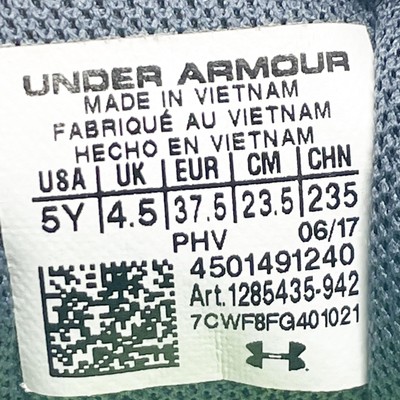 UNDER ARMOUR
MADE IN VIETNAM
FABRIQUÉ AU VIETNAM
HECHO EN VIETNAM
USA UK EUR CM CHN
5Y 4.5 37.5 23.5 235
PHV 06/17
4501491240
Art.1285435-942
7CWF8FG401021